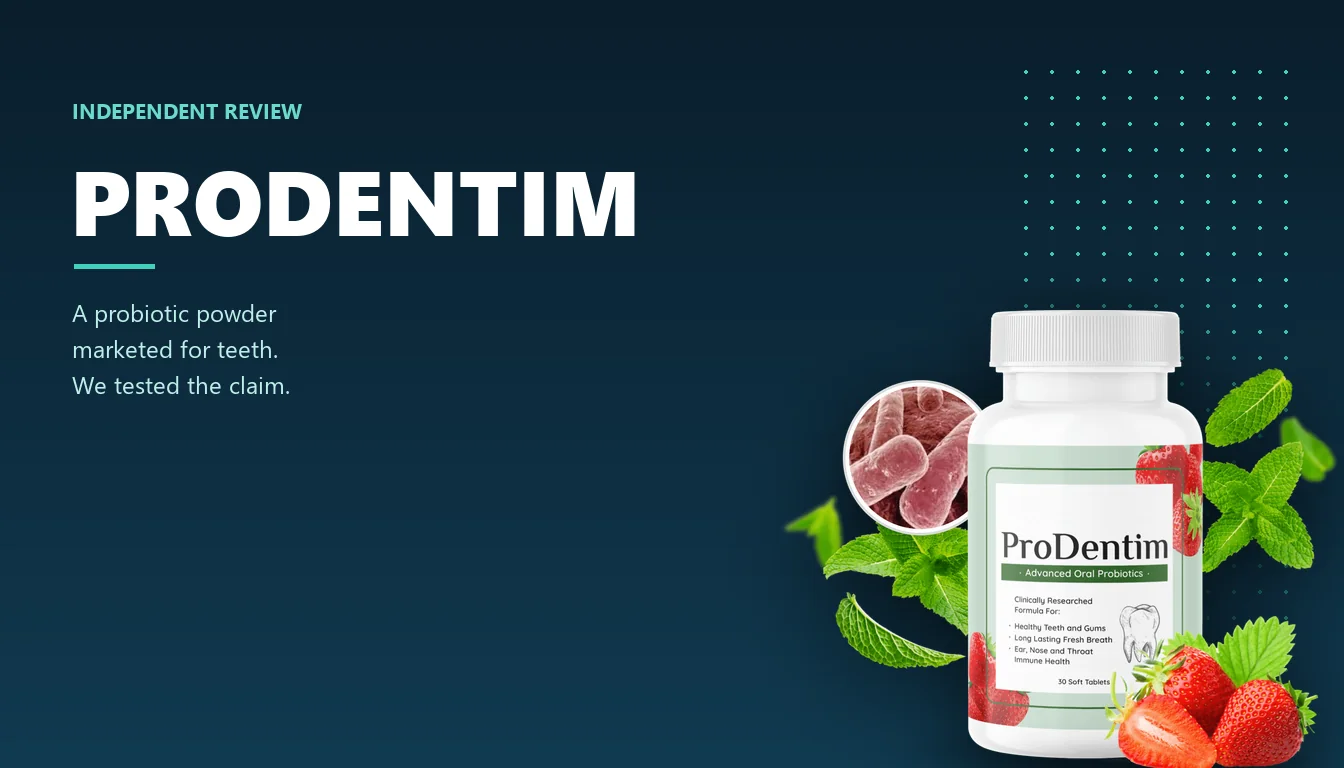 INDEPENDENT REVIEW
PRODENTIM
A probiotic powder
marketed for teeth.
We tested the claim.
ProDentim
· Advanced Oral Probiotics ·
Clinically Researched
Formula For:
· Healthy Teeth and Gums
· Long Lasting Fresh Breath
· Ear, Nose and Throat
Immune Health
30 Soft Tablets